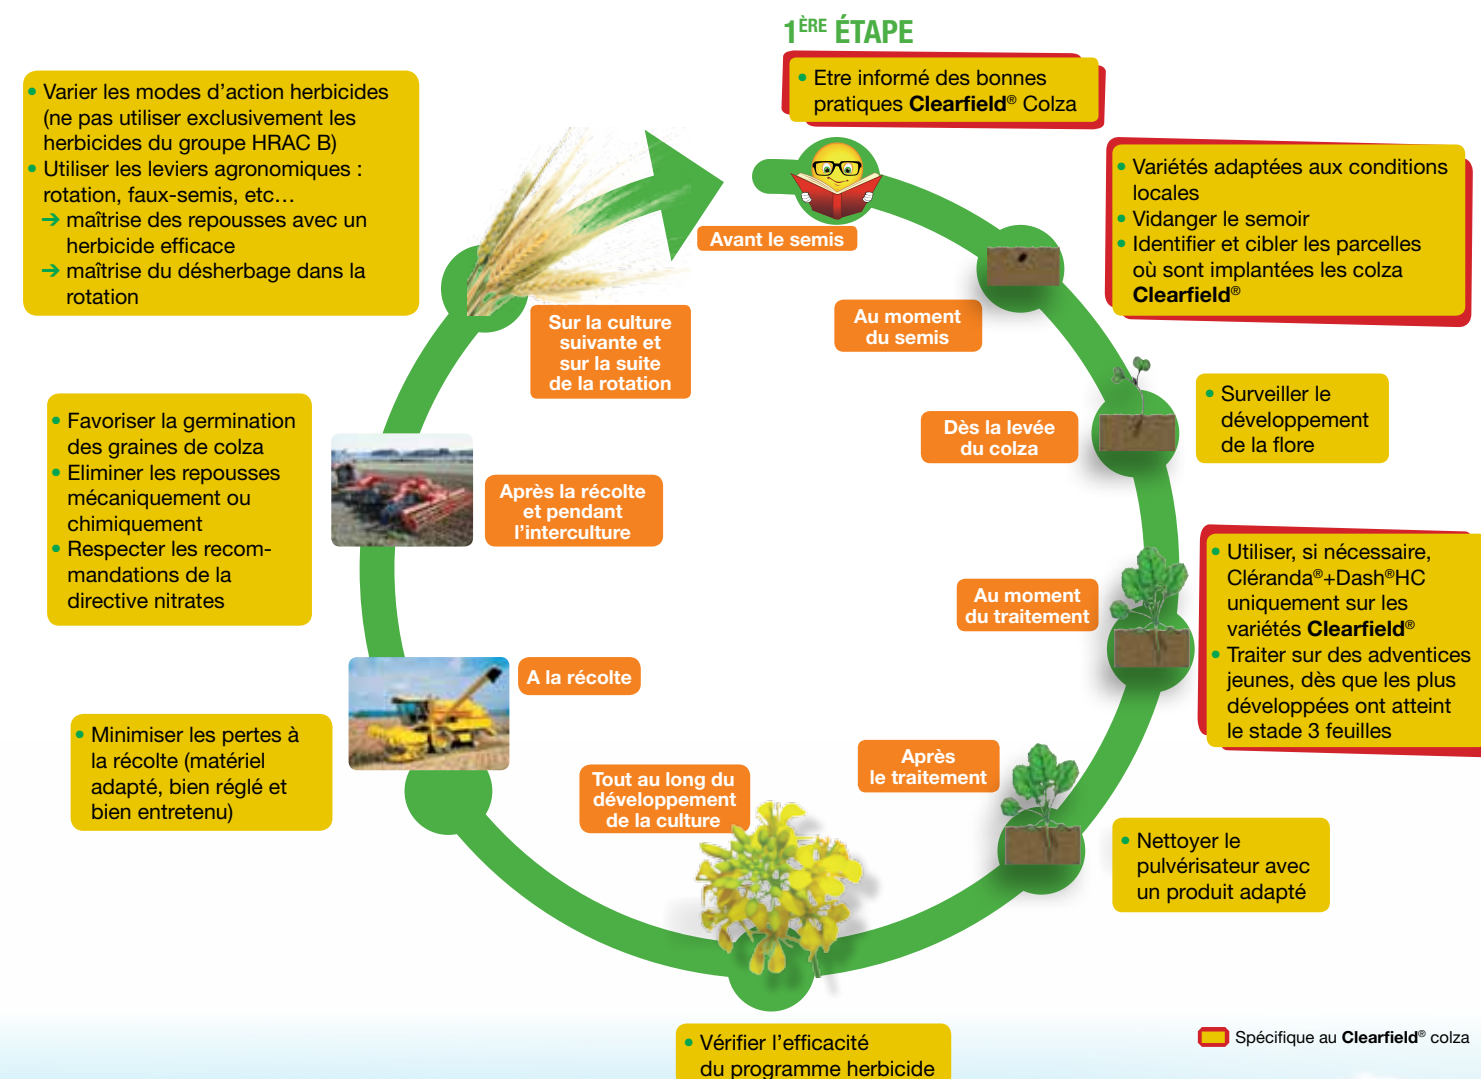 1ÈRE ÉTAPE
• Etre informé des bonnes
pratiques Clearfield® Colza
Avant le semis
• Variétés adaptées aux conditions
locales
• Vidanger le semoir
• Identifier et cibler les parcelles
où sont implantées les colza
Clearfield®
Au moment
du semis
• Surveiller le
développement
de la flore
Dès la levée
du colza
• Utiliser, si nécessaire,
Cléranda®+Dash®HC
uniquement sur les
variétés Clearfield®
• Traiter sur des adventices
jeunes, dès que les plus
développées ont atteint
le stade 3 feuilles
Au moment
du traitement
Après
le traitement
• Nettoyer le
pulvérisateur avec
un produit adapté
Tout au long du
développement
de la culture
• Vérifier l’efficacité
du programme herbicide
A la récolte
• Minimiser les pertes à
la récolte (matériel
adapté, bien réglé et
bien entretenu)
Après la récolte
et pendant
l’interculture
• Favoriser la germination
des graines de colza
• Eliminer les repousses
mécaniquement ou
chimiquement
• Respecter les recom-
mandations de la
directive nitrates
Sur la culture
suivante et
sur la suite
de la rotation
• Varier les modes d’action herbicides
(ne pas utiliser exclusivement les
herbicides du groupe HRAC B)
• Utiliser les leviers agronomiques :
rotation, faux-semis, etc…
➔ maîtrise des repousses avec un
herbicide efficace
➔ maîtrise du désherbage dans la
rotation
Spécifique au Clearfield® colza